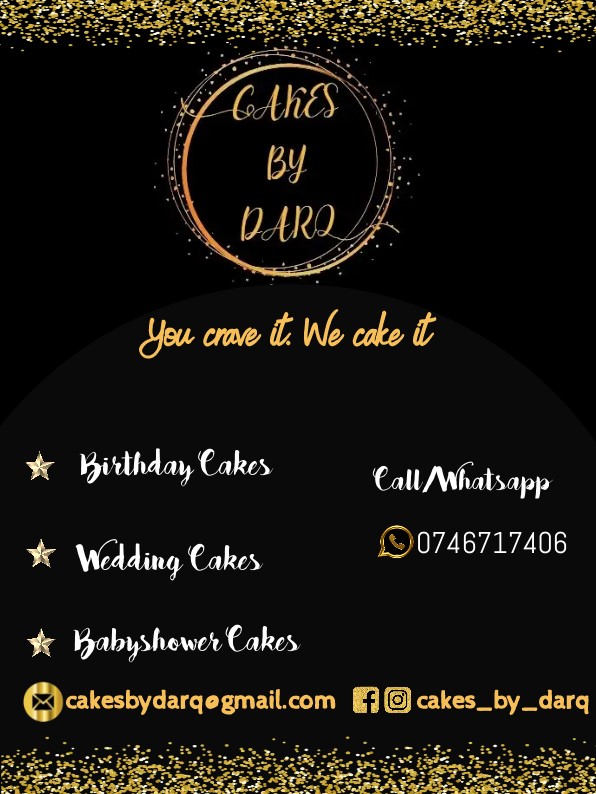 CAKES
BY
DARQ
You crave it. We cake it
Birthday Cakes
Wedding Cakes
Babyshower Cakes
Call/Whatsapp
0746717406
cakesbydarq@gmail.com
cakes_by_darq